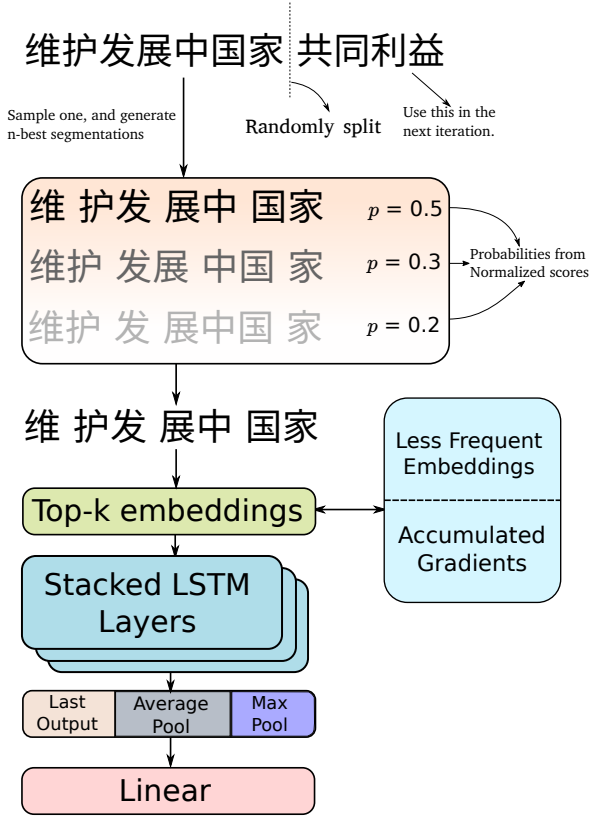 维护发展中国家 共同利益
Sample one, and generate
n-best segmentations
Randomly split
Use this in the
next iteration.
维 护发 展中 国家 p = 0.5
维护 发展 中国 家 p = 0.3
维护 发 展中国 家 p = 0.2
Probabilities from
Normalized scores
维 护发 展中 国家
Less Frequent
Embeddings
Top-k embeddings
Accumulated
Gradients
Stacked LSTM
Layers
Last
Output
Average
Pool
Max
Pool
Linear